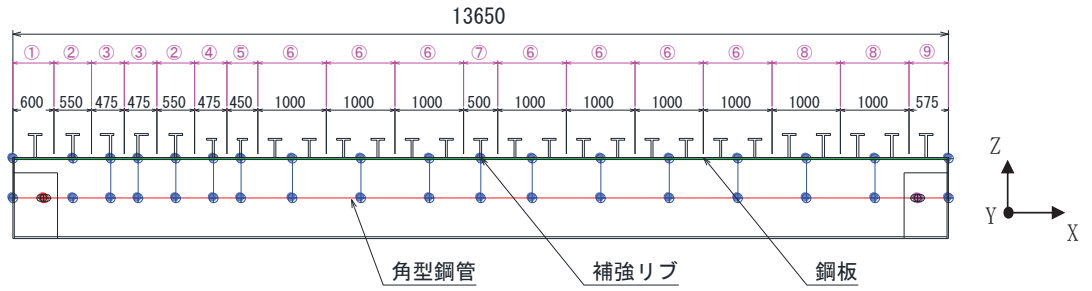 13650
① ② ③ ③ ② ④ ⑤ ⑥ ⑥ ⑥ ⑦ ⑥ ⑥ ⑥ ⑥ ⑧ ⑧ ⑨
600 550 475 475 550 475 450 1000 1000 1000 500 1000 1000 1000 1000 1000 1000 575
Z
Y
X
角型鋼管 補強リブ 鋼板